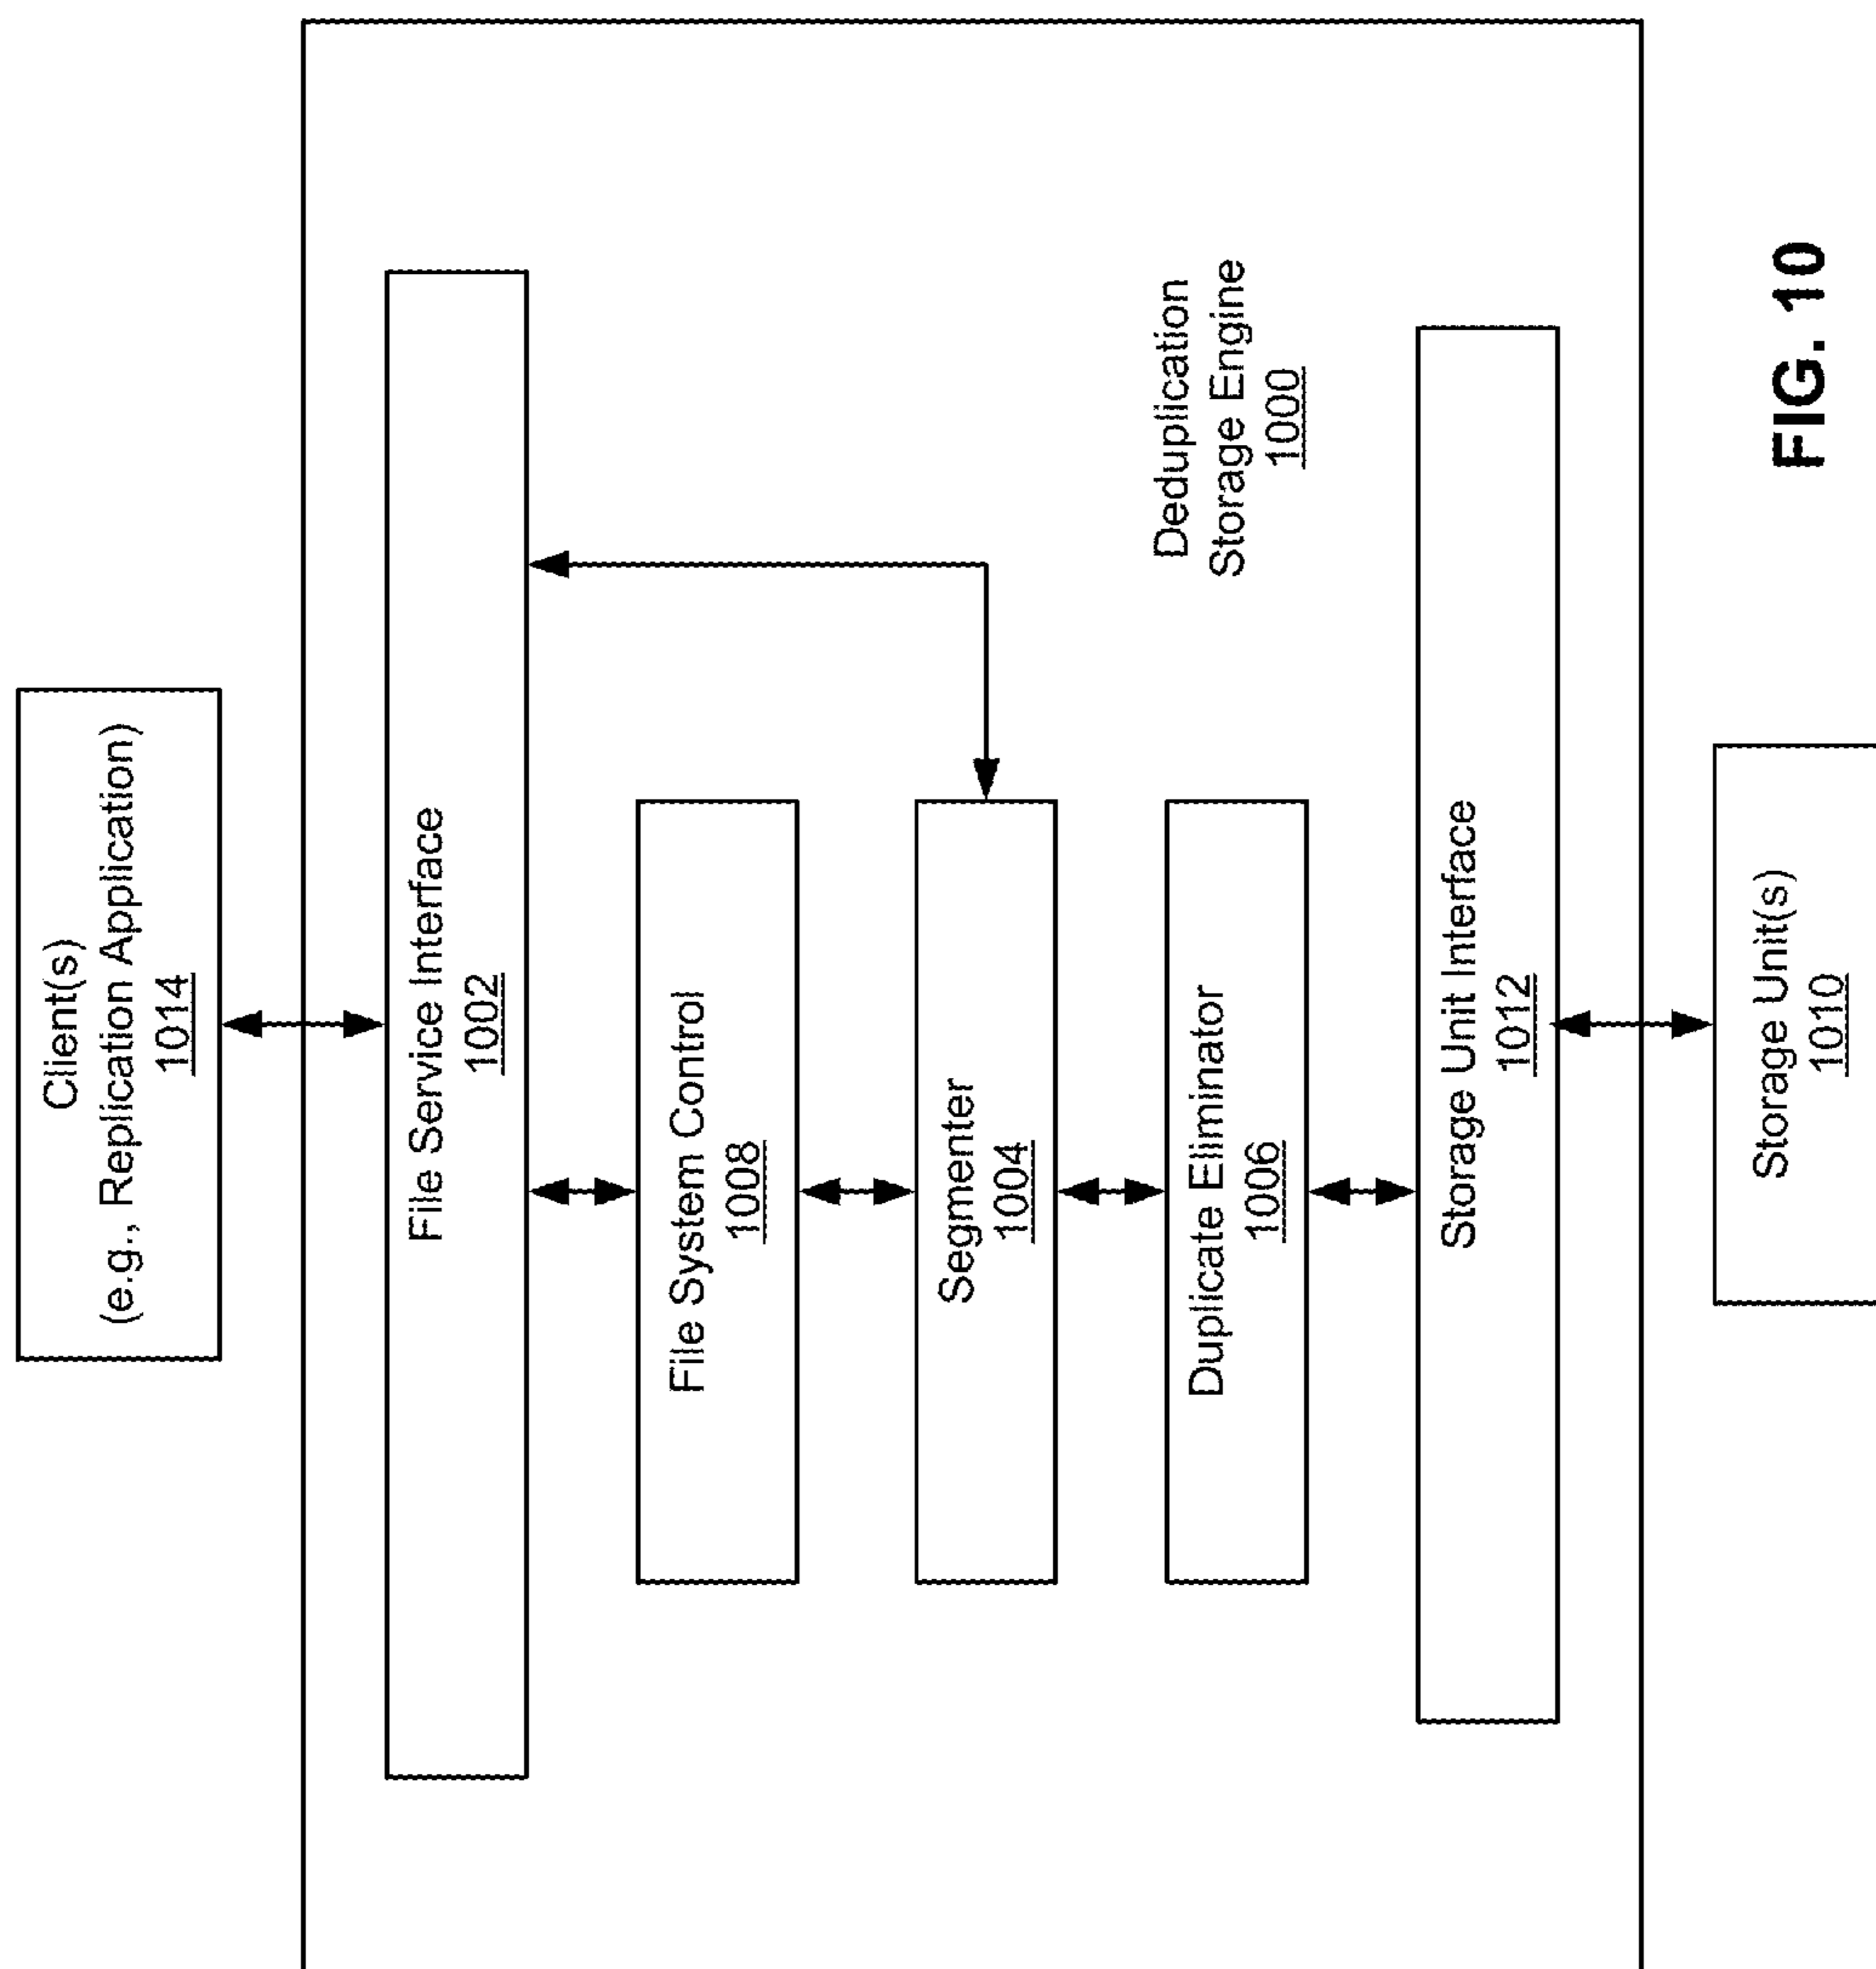 Client(s)
(e.g., Replication Application)
1014
File Service Interface
1002
File System Control
1008
Segmenter
1004
Duplicate Eliminator
1006
Deduplication
Storage Engine
1000
Storage Unit Interface
1012
Storage Unit(s)
1010
FIG. 10